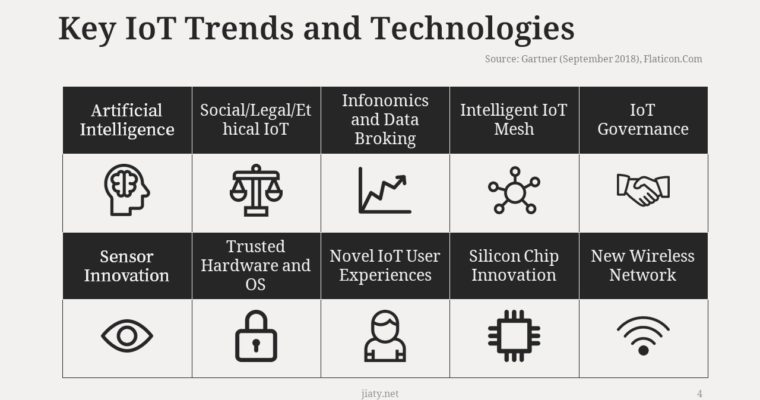 Key IoT Trends and Technologies
Source: Gartner (September 2018), Flaticon.Com
Artificial
Intelligence
Social/Legal/Et
hical IoT
Infonomics
and Data
Broking
Intelligent IoT
Mesh
IoT
Governance
Sensor
Innovation
Trusted
Hardware and
OS
Novel IoT User
Experiences
Silicon Chip
Innovation
New Wireless
Network
jiaty.net
4